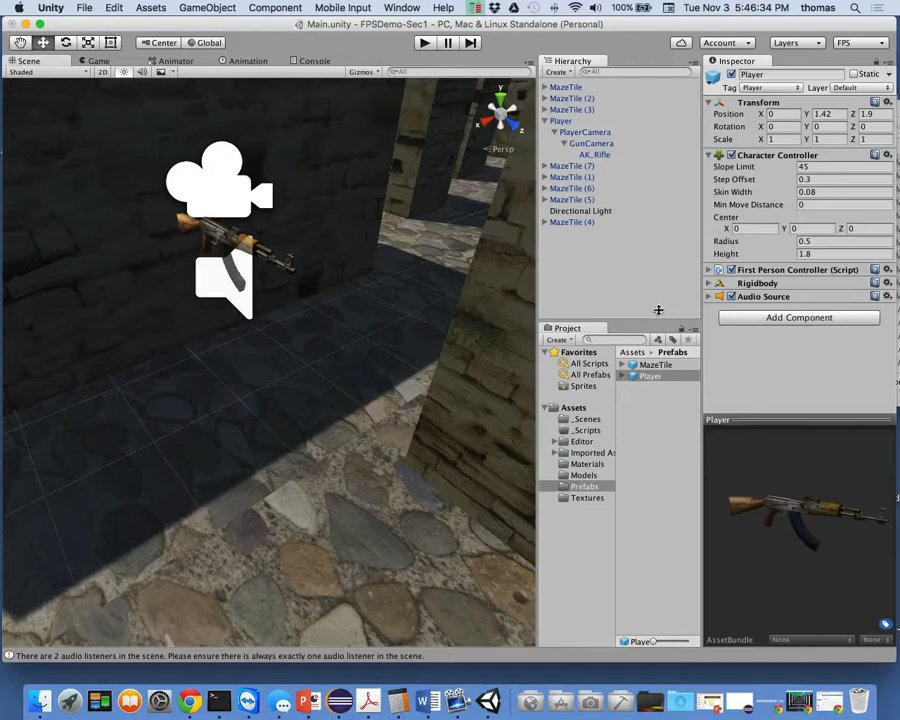 Unity File Edit Assets GameObject Component Mobile Input Window Help 100% Tue Nov 3 5:46:34 PM thomas
Main.unity - FPSDemo-Sec1 - PC, Mac & Linux Standalone (Personal)
Center Global Account Layers FPS
Scene Game Animator Animation Console
Shaded 2D Gizmos All
y
x
z
Persp
Hierarchy
Create All
MazeTile
MazeTile (2)
MazeTile (3)
Player
PlayerCamera
GunCamera
AK_Rifle
MazeTile (7)
MazeTile (1)
MazeTile (6)
MazeTile (5)
Directional Light
MazeTile (4)
Project
Create
Favorites
All Scripts
All Prefabs
Sprites
Assets
_Scenes
_Scripts
Editor
Imported As
Materials
Models
Prefabs
Textures
Assets Prefabs
MazeTile
Player
Playe
Inspector
Player Static
Tag Player Layer Default
Transform
Position X 0 Y 1.42 Z 1.9
Rotation X 0 Y 0 Z 0
Scale X 1 Y 1 Z 1
Character Controller
Slope Limit 45
Step Offset 0.3
Skin Width 0.08
Min Move Distance 0
Center
X 0 Y 0 Z 0
Radius 0.5
Height 1.8
First Person Controller (Script)
Rigidbody
Audio Source
Add Component
Player
AssetBundle None None
There are 2 audio listeners in the scene. Please ensure there is always exactly one audio listener in the scene.